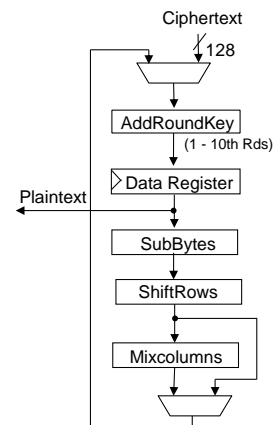 Ciphertext
128
AddRoundKey
(1 - 10th Rds)
Data Register
Plaintext
SubBytes
ShiftRows
Mixcolumns